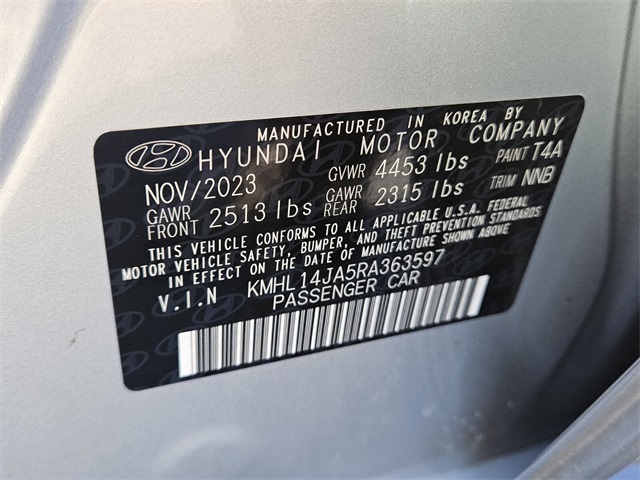 MANUFACTURED IN KOREA BY
HYUNDAI MOTOR COMPANY
NOV/2023 GVWR 4453 lbs PAINT T4A
GAWR FRONT 2513 lbs GAWR REAR 2315 lbs TRIM NNB
THIS VEHICLE CONFORMS TO ALL APPLICABLE U.S.A. FEDERAL
MOTOR VEHICLE SAFETY, BUMPER, AND THEFT PREVENTION STANDARDS
IN EFFECT ON THE DATE OF MANUFACTURE SHOWN ABOVE
V.I.N KMHL14JA5RA363597
PASSENGER CAR